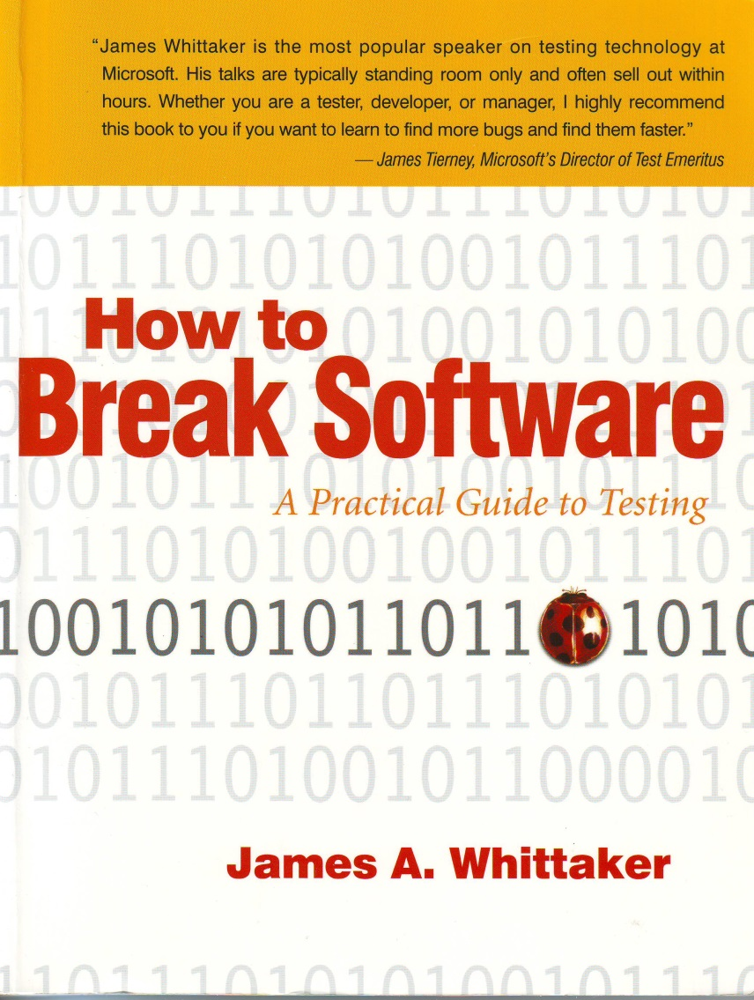 “James Whittaker is the most popular speaker on testing technology at
Microsoft. His talks are typically standing room only and often sell out within
hours. Whether you are a tester, developer, or manager, I highly recommend
this book to you if you want to learn to find more bugs and find them faster.”
— James Tierney, Microsoft’s Director of Test Emeritus
How to
Break Software
A Practical Guide to Testing
10010101011011 1010
James A. Whittaker